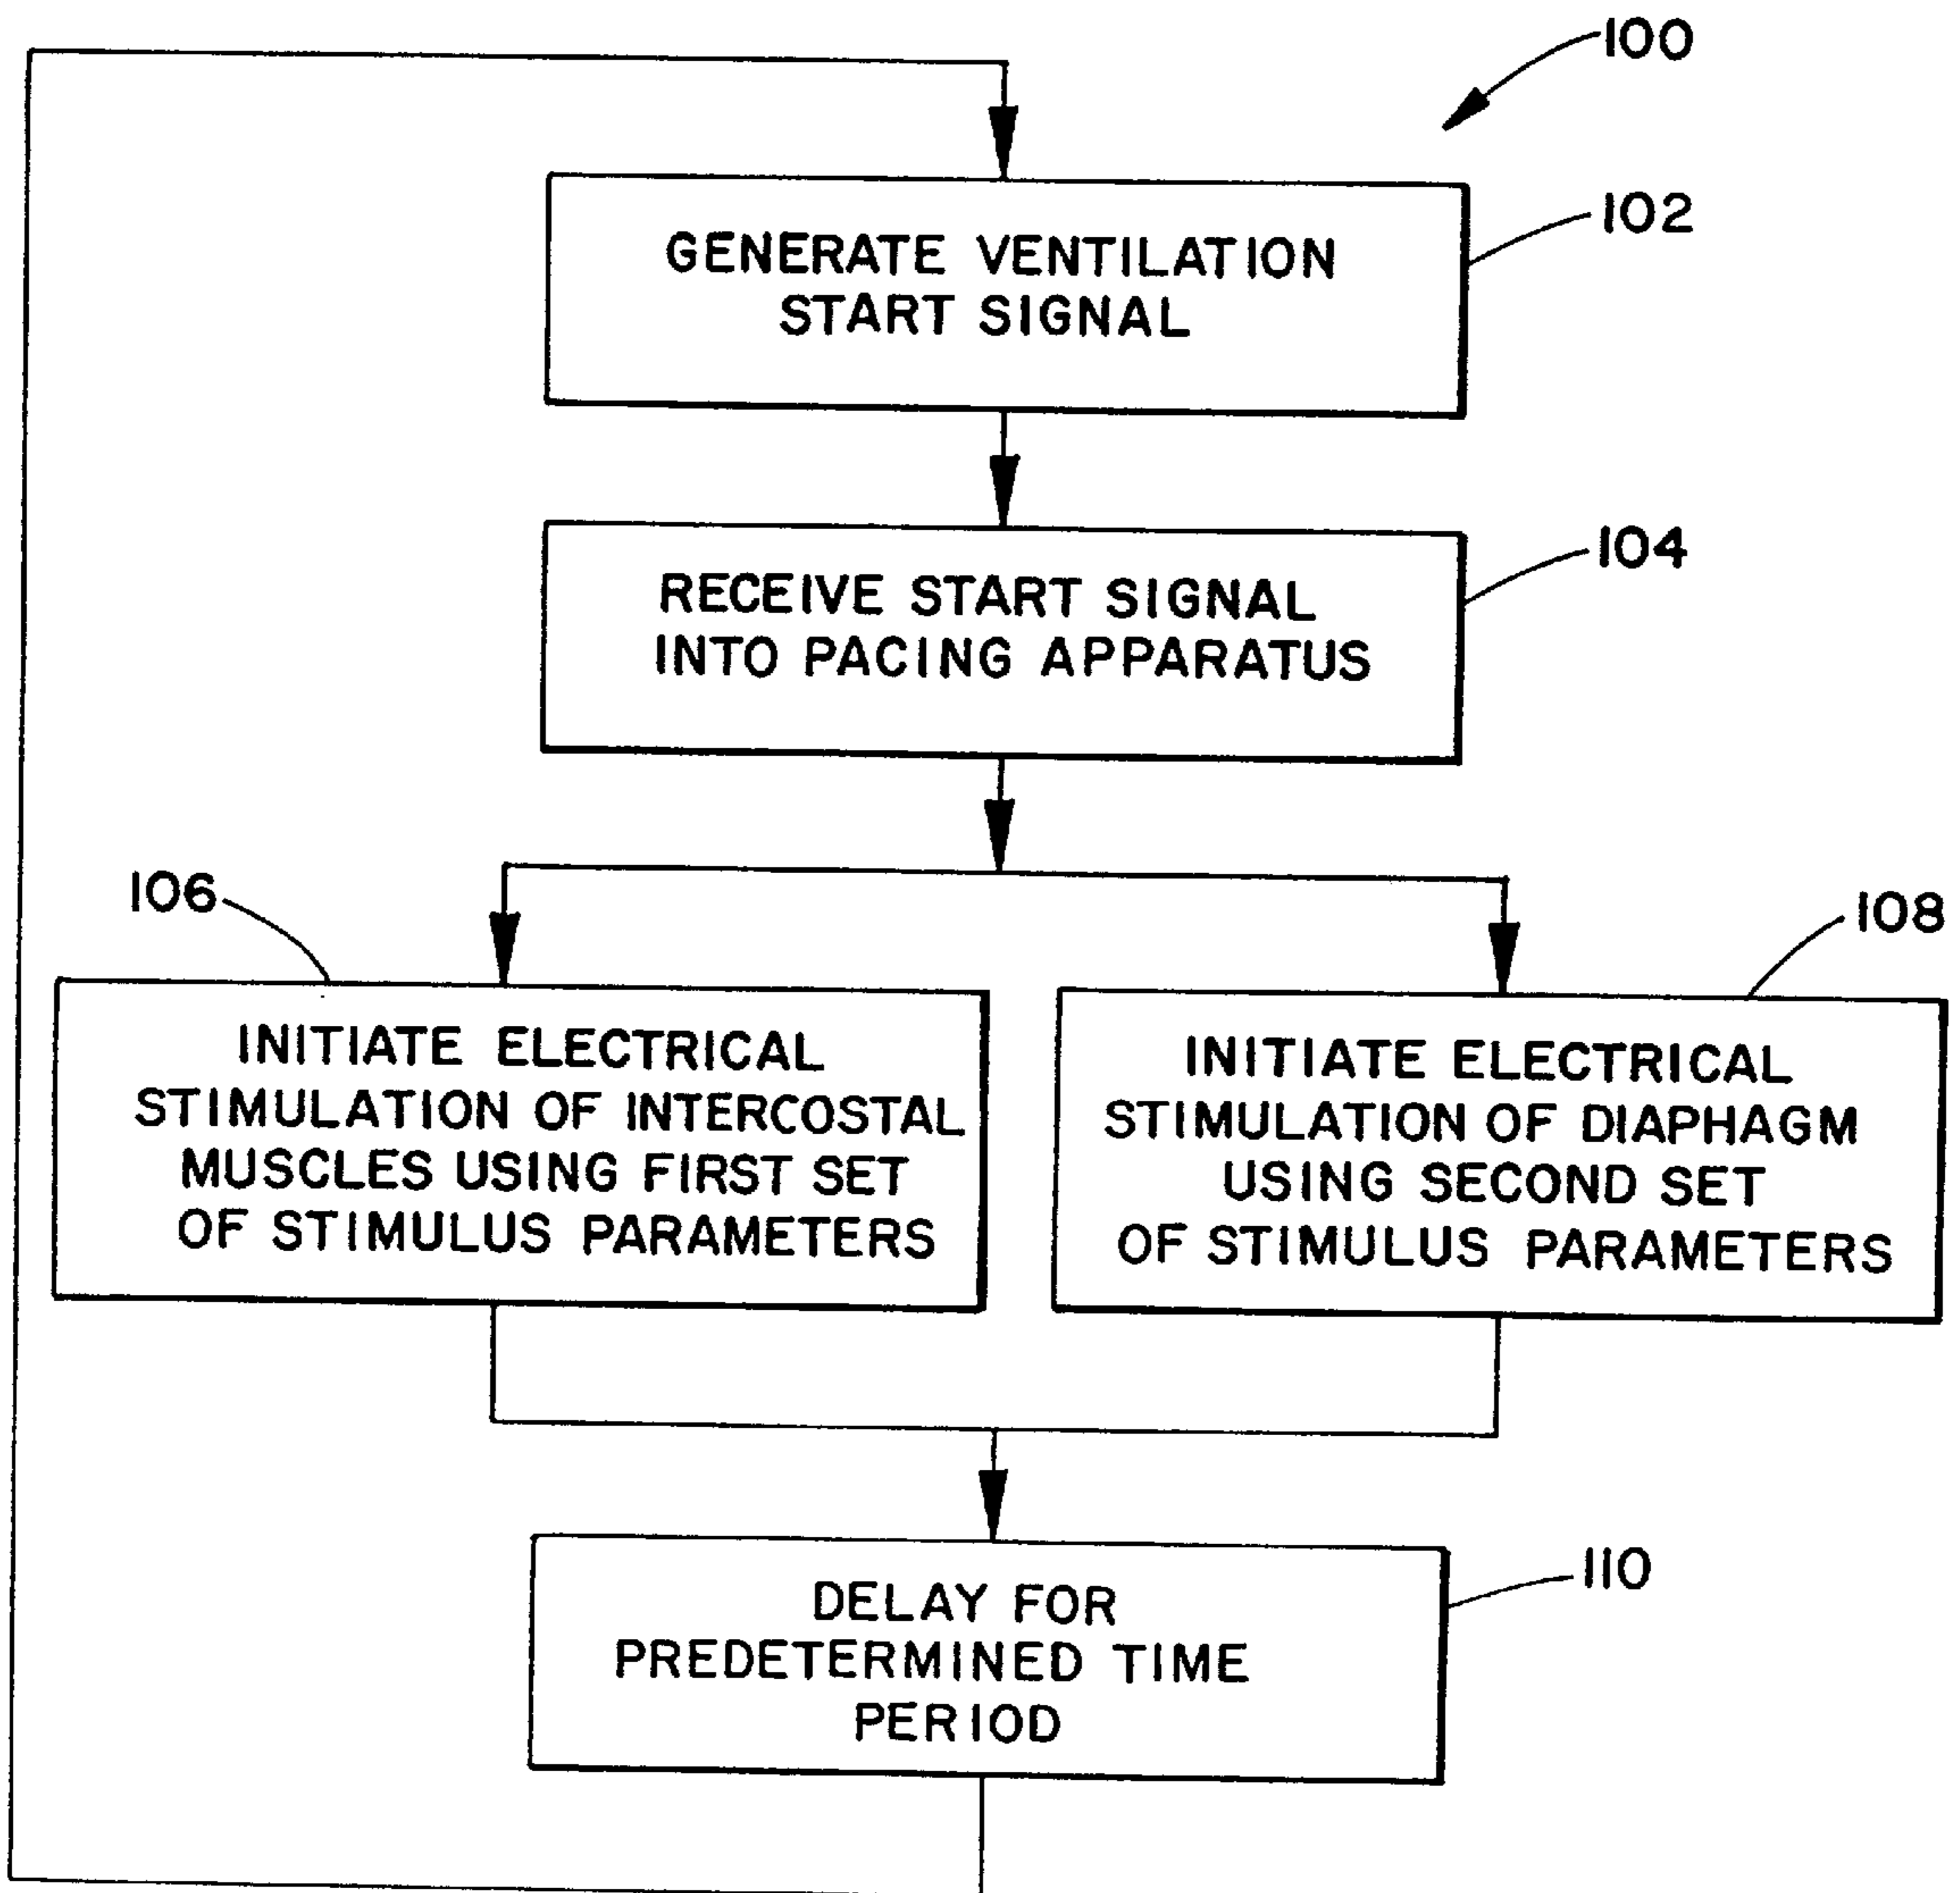 100
102
GENERATE VENTILATION
START SIGNAL
104
RECEIVE START SIGNAL
INTO PACING APPARATUS
106
108
INITIATE ELECTRICAL
STIMULATION OF INTERCOSTAL
MUSCLES USING FIRST SET
OF STIMULUS PARAMETERS
INITIATE ELECTRICAL
STIMULATION OF DIAPHAGM
USING SECOND SET
OF STIMULUS PARAMETERS
110
DELAY FOR
PREDETERMINED TIME
PERIOD